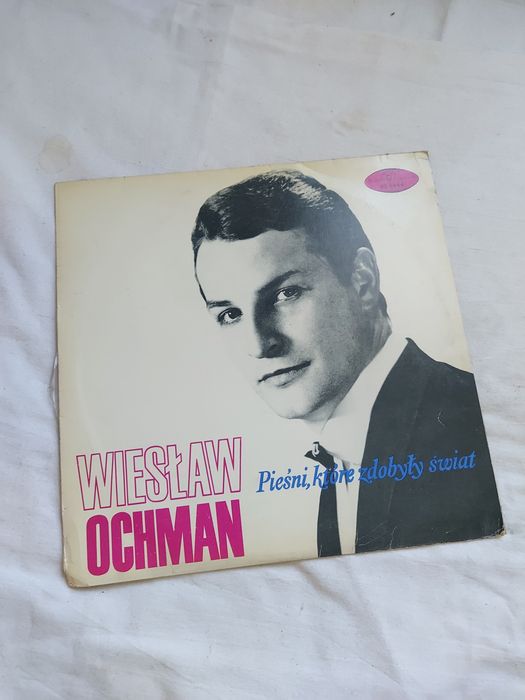 WIESŁAW
OCHMAN
Pieśni, które zdobyły świat